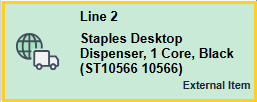 Line 2
Staples Desktop
Dispenser, 1 Core, Black
(ST10566 10566)
External Item